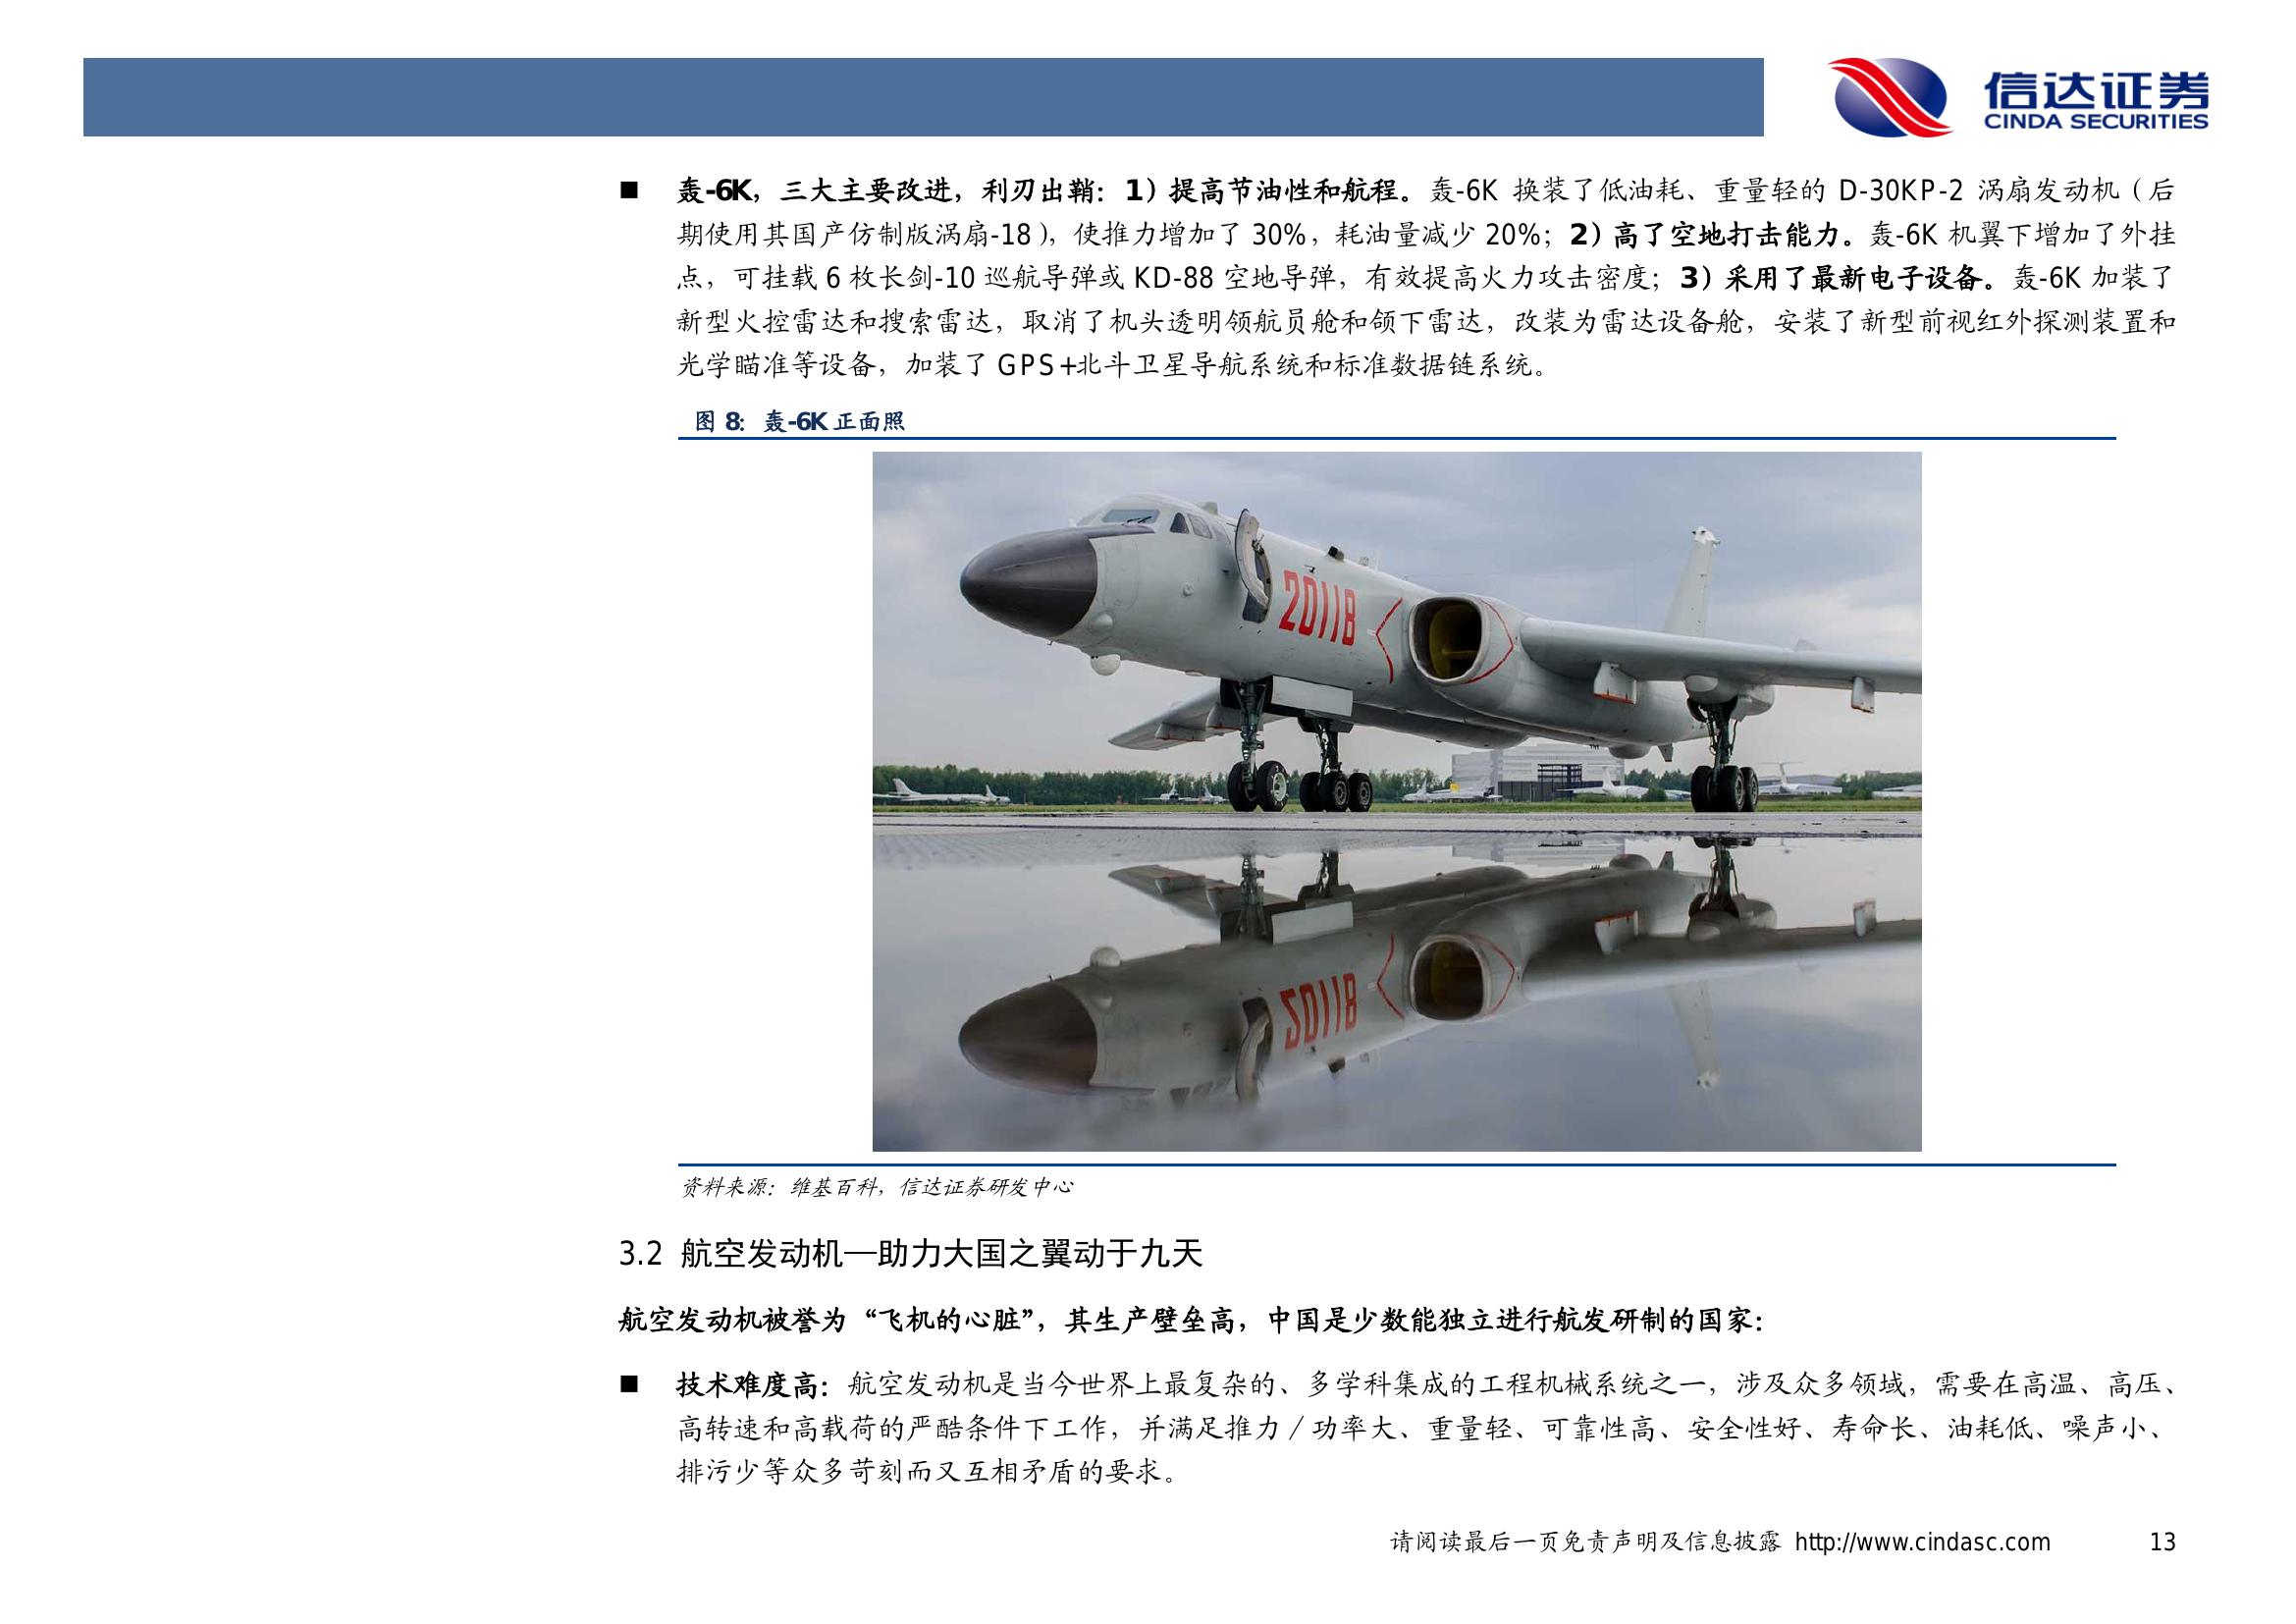 信达证券
CINDA SECURITIES
■ 轰-6K，三大主要改进，利刃出鞘：1）提高节油性和航程。轰-6K 换装了低油耗、重量轻的 D-30KP-2 涡扇发动机（后
期使用其国产仿制版涡扇-18），使推力增加了 30%，耗油量减少 20%；2）高了空地打击能力。轰-6K 机翼下增加了外挂
点，可挂载 6 枚长剑-10 巡航导弹或 KD-88 空地导弹，有效提高火力攻击密度；3）采用了最新电子设备。轰-6K 加装了
新型火控雷达和搜索雷达，取消了机头透明领航员舱和颌下雷达，改装为雷达设备舱，安装了新型前视红外探测装置和
光学瞄准等设备，加装了 GPS+北斗卫星导航系统和标准数据链系统。
图 8：轰-6K 正面照
20118
资料来源：维基百科，信达证券研发中心
3.2 航空发动机—助力大国之翼动于九天
航空发动机被誉为“飞机的心脏”，其生产壁垒高，中国是少数能独立进行航发研制的国家：
■ 技术难度高：航空发动机是当今世界上最复杂的、多学科集成的工程机械系统之一，涉及众多领域，需要在高温、高压、
高转速和高载荷的严酷条件下工作，并满足推力／功率大、重量轻、可靠性高、安全性好、寿命长、油耗低、噪声小、
排污少等众多苛刻而又互相矛盾的要求。
请阅读最后一页免责声明及信息披露 http://www.cindasc.com 13